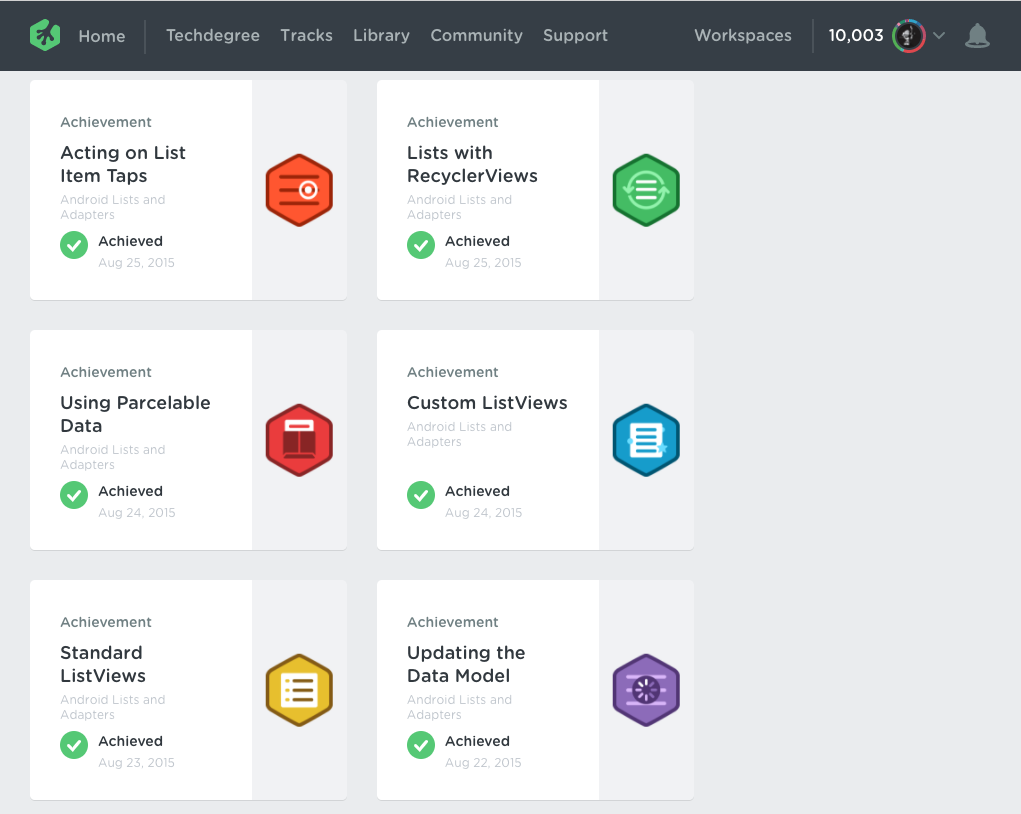 Home
Techdegree
Tracks
Library
Community
Support
Workspaces
10,003
Achievement
Acting on List
Item Taps
Android Lists and
Adapters
Achieved
Aug 25, 2015
Achievement
Lists with
RecyclerViews
Android Lists and
Adapters
Achieved
Aug 25, 2015
Achievement
Using Parcelable
Data
Android Lists and
Adapters
Achieved
Aug 24, 2015
Achievement
Custom ListViews
Android Lists and
Adapters
Achieved
Aug 24, 2015
Achievement
Standard
ListViews
Android Lists and
Adapters
Achieved
Aug 23, 2015
Achievement
Updating the
Data Model
Android Lists and
Adapters
Achieved
Aug 22, 2015